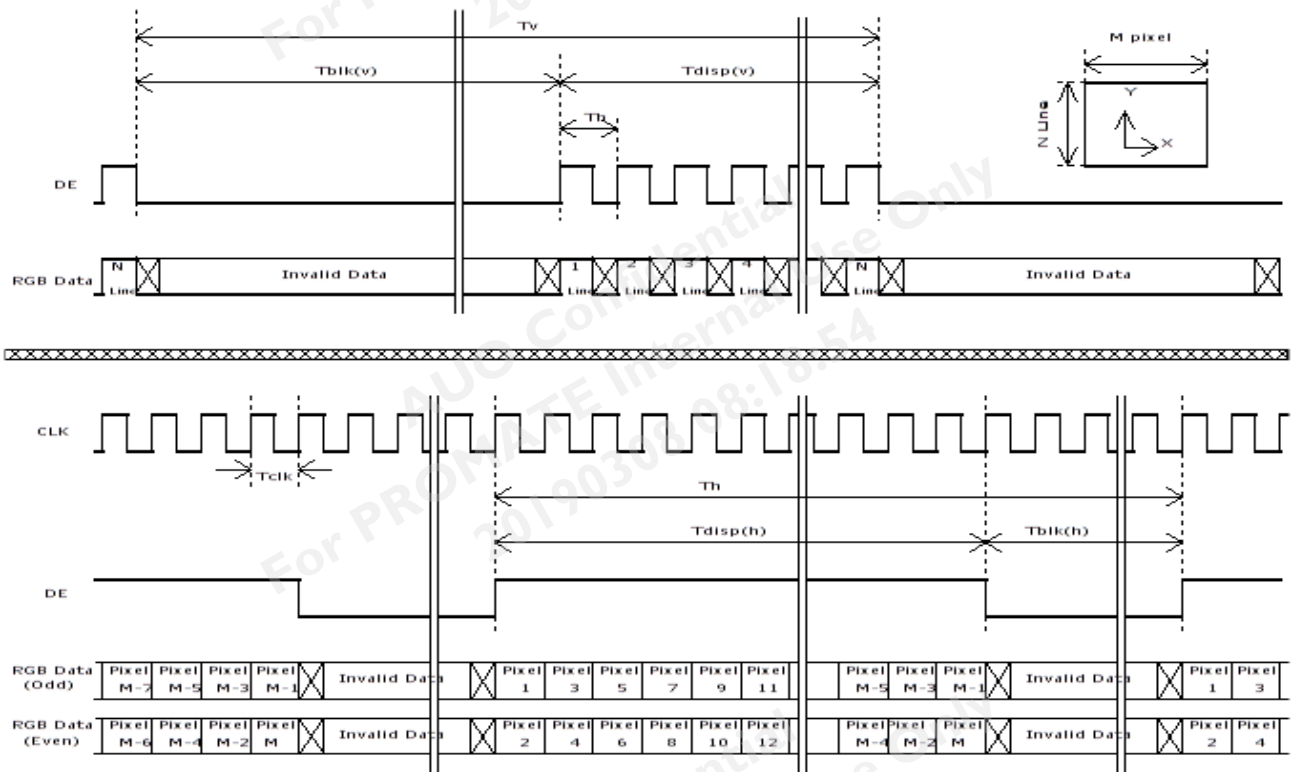 Tv
M pixel
Tblk(v)
Tdisp(v)
Th
N Line
Y
X
DE
RGB Data
N Line
Invalid Data
1 Line
2 Line
3 Line
4 Line
N Line
Invalid Data
CLK
Tclk
Th
Tdisp(h)
Tblk(h)
DE
RGB Data (Odd)
Pixel M-7
Pixel M-5
Pixel M-3
Pixel M-1
Invalid Data
Pixel 1
Pixel 3
Pixel 5
Pixel 7
Pixel 9
Pixel 11
Pixel M-5
Pixel M-3
Pixel M-1
Invalid Data
Pixel 1
Pixel 3
RGB Data (Even)
Pixel M-6
Pixel M-4
Pixel M-2
Pixel M
Invalid Data
Pixel 2
Pixel 4
Pixel 6
Pixel 8
Pixel 10
Pixel 12
Pixel M-4
Pixel M-2
Pixel M
Invalid Data
Pixel 2
Pixel 4
AUO Confidential
For PROMATE Internal Use Only
20190308 08:18:54